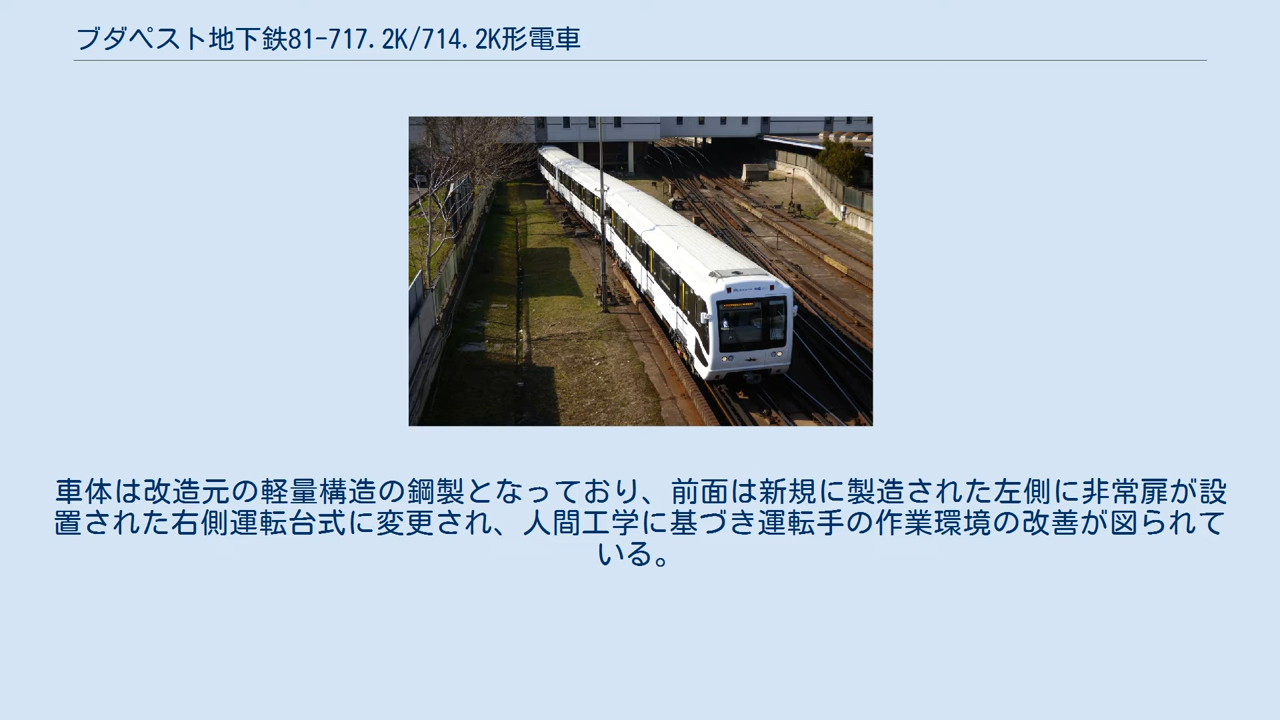 ブダペスト地下鉄81-717.2K/714.2K形電車
車体は改造元の軽量構造の鋼製となっており、前面は新規に製造された左側に非常扉が設
置された右側運転台式に変更され、人間工学に基づき運転手の作業環境の改善が図られて
いる。